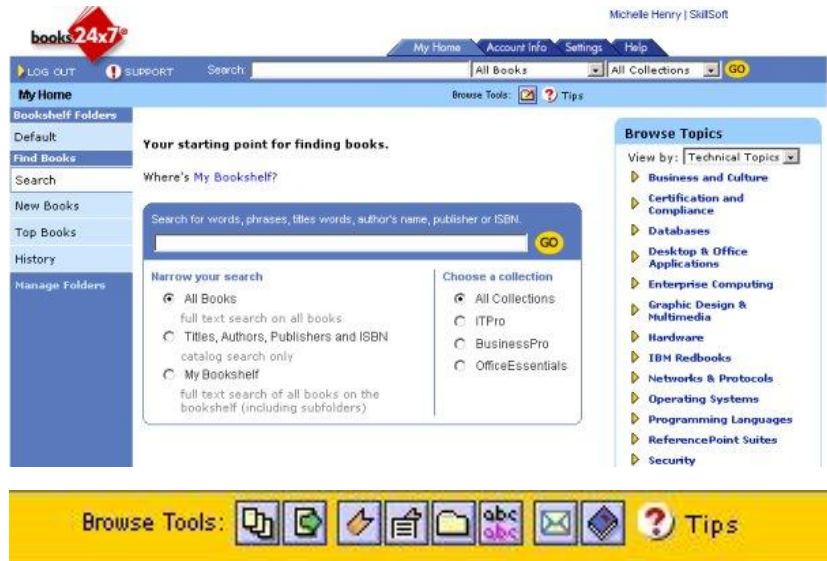 Michelle Henry | SkillSoft
books24x7®
My Home Account Info Settings Help
LOG OUT SUPPORT Search: All Books All Collections GO
My Home Browse Tools: Tips
Bookshelf Folders
Default
Find Books
Search
New Books
Top Books
History
Manage Folders
Your starting point for finding books.
Where's My Bookshelf?
Search for words, phrases, titles words, author's name, publisher or ISBN.
GO
Narrow your search
All Books
full text search on all books
Titles, Authors, Publishers and ISBN
catalog search only
My Bookshelf
full text search of all books on the
bookshelf (including subfolders)
Choose a collection
All Collections
ITPro
BusinessPro
OfficeEssentials
Browse Topics
View by: Technical Topics
Business and Culture
Certification and
Compliance
Databases
Desktop & Office
Applications
Enterprise Computing
Graphic Design &
Multimedia
Hardware
IBM Redbooks
Networks & Protocols
Operating Systems
Programming Languages
ReferencePoint Suites
Security
Browse Tools: abc abc Tips